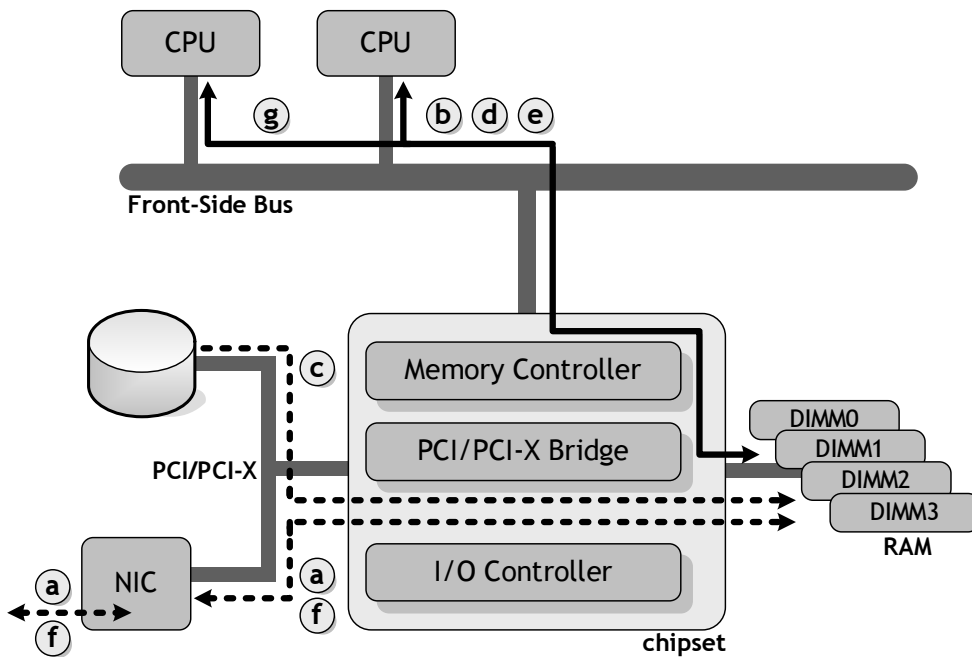 CPU
CPU
g
b d e
Front-Side Bus
c
Memory Controller
PCI/PCI-X Bridge
PCI/PCI-X
DIMM0
DIMM1
DIMM2
DIMM3
RAM
I/O Controller
NIC
a
f
a
f
chipset